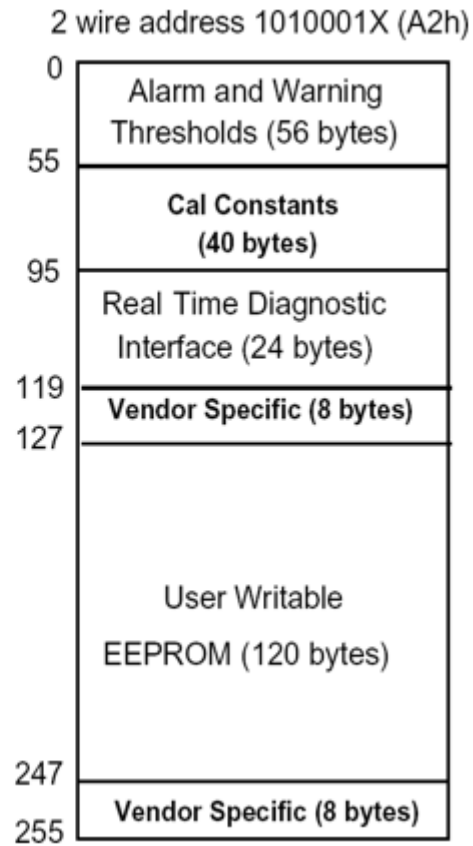 2 wire address 1010001X (A2h)
0
Alarm and Warning
Thresholds (56 bytes)
55
Cal Constants
(40 bytes)
95
Real Time Diagnostic
Interface (24 bytes)
119
Vendor Specific (8 bytes)
127
User Writable
EEPROM (120 bytes)
247
Vendor Specific (8 bytes)
255